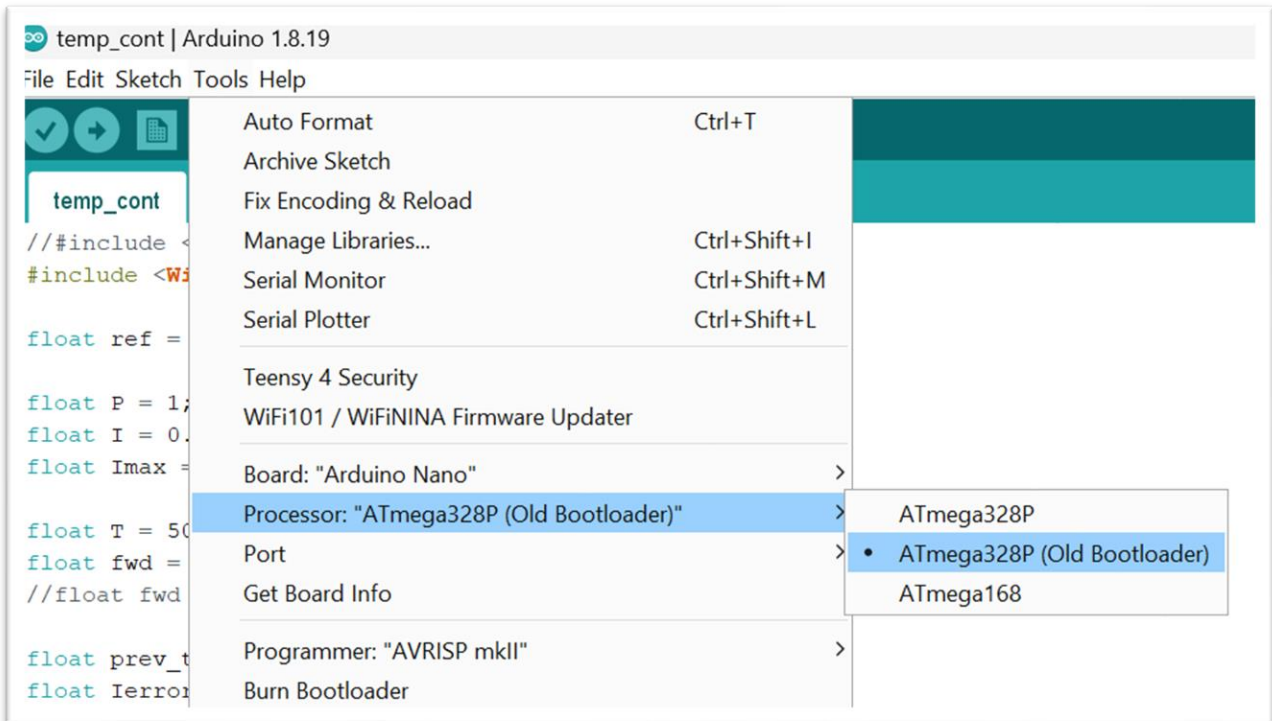 temp_cont | Arduino 1.8.19
File Edit Sketch Tools Help
Auto Format Ctrl+T
Archive Sketch
temp_cont Fix Encoding & Reload
//#include < Manage Libraries... Ctrl+Shift+I
#include <Wi Serial Monitor Ctrl+Shift+M
Serial Plotter Ctrl+Shift+L
float ref =
Teensy 4 Security
float P = 1; WiFi101 / WiFiNINA Firmware Updater
float I = 0.
float Imax = Board: "Arduino Nano"
Processor: "ATmega328P (Old Bootloader)" ATmega328P
float T = 50
float fwd = Port • ATmega328P (Old Bootloader)
//float fwd Get Board Info ATmega168
float prev_t Programmer: "AVRISP mkII"
float Ierror Burn Bootloader